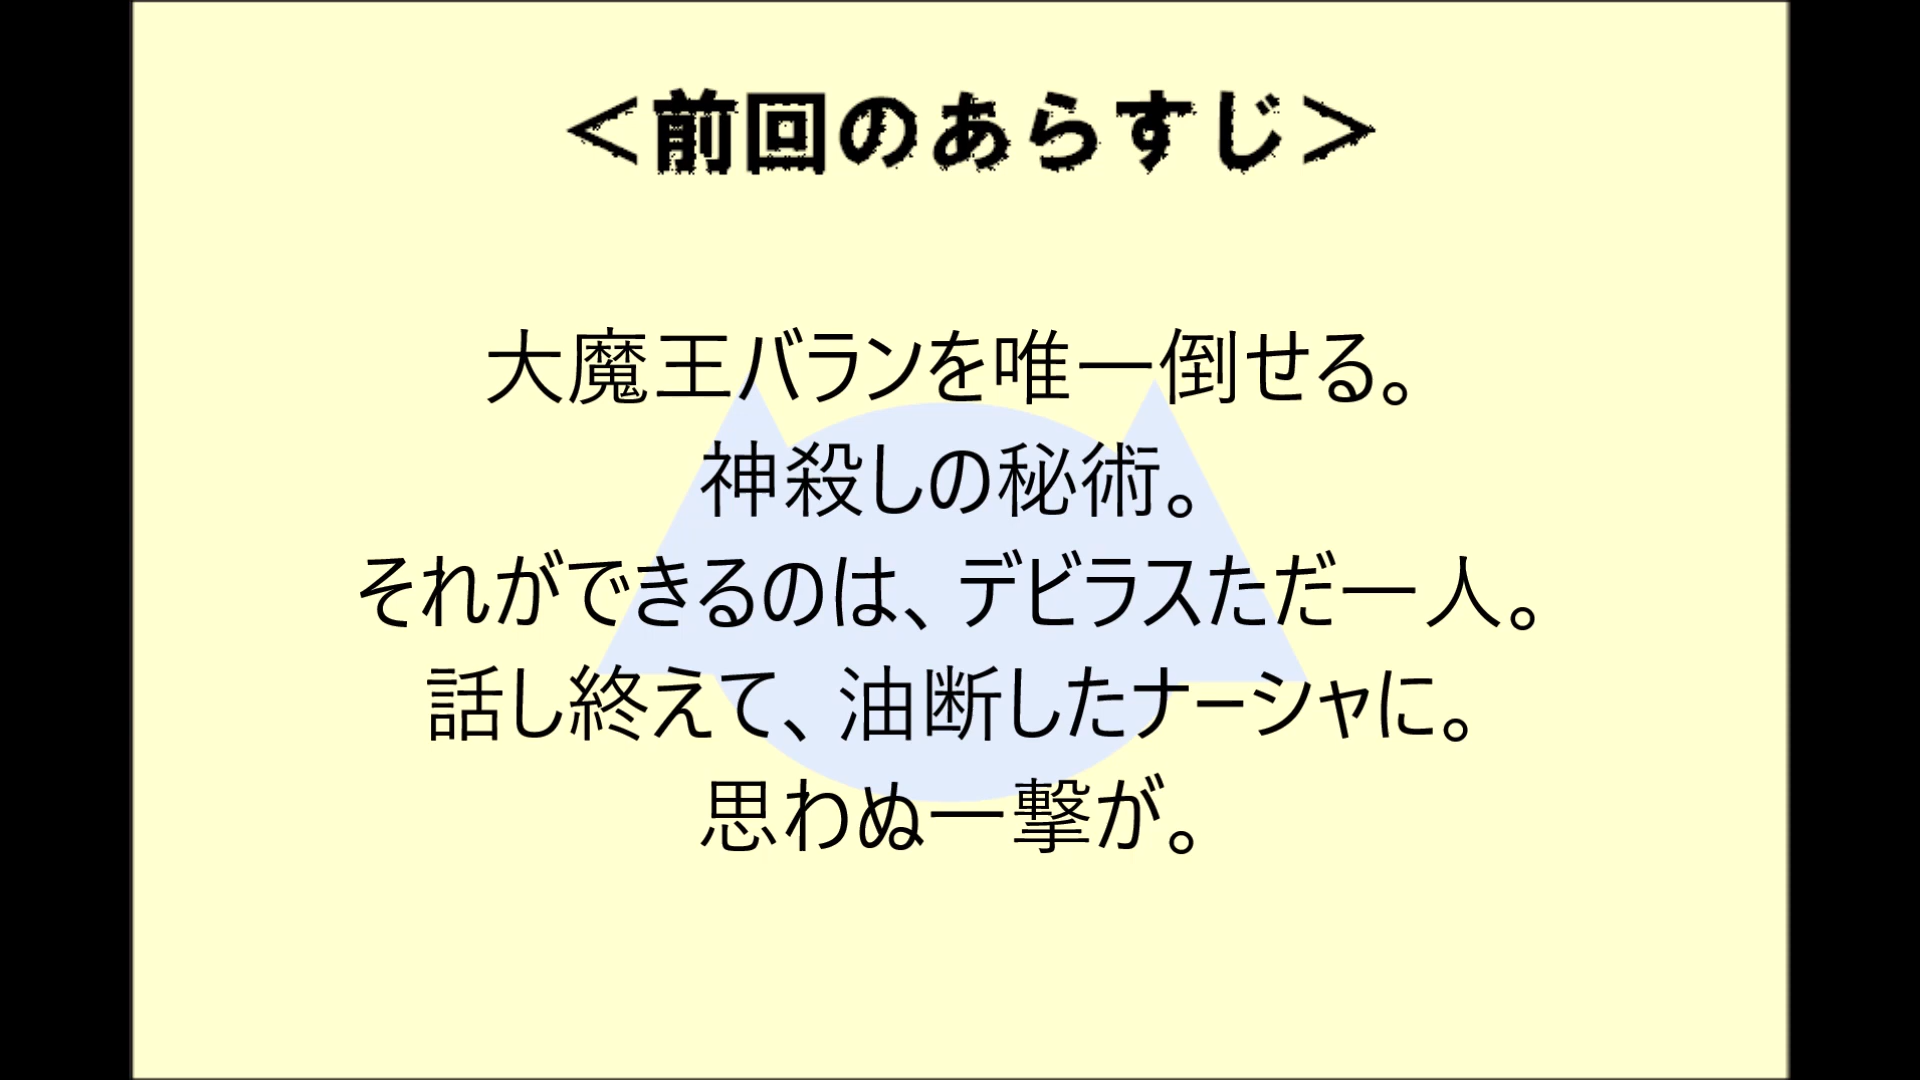 ＜前回のあらすじ＞
大魔王バランを唯一倒せる。
神殺しの秘術。
それができるのは、デビラスただ一人。
話し終えて、油断したナーシャに。
思わぬ一撃が。